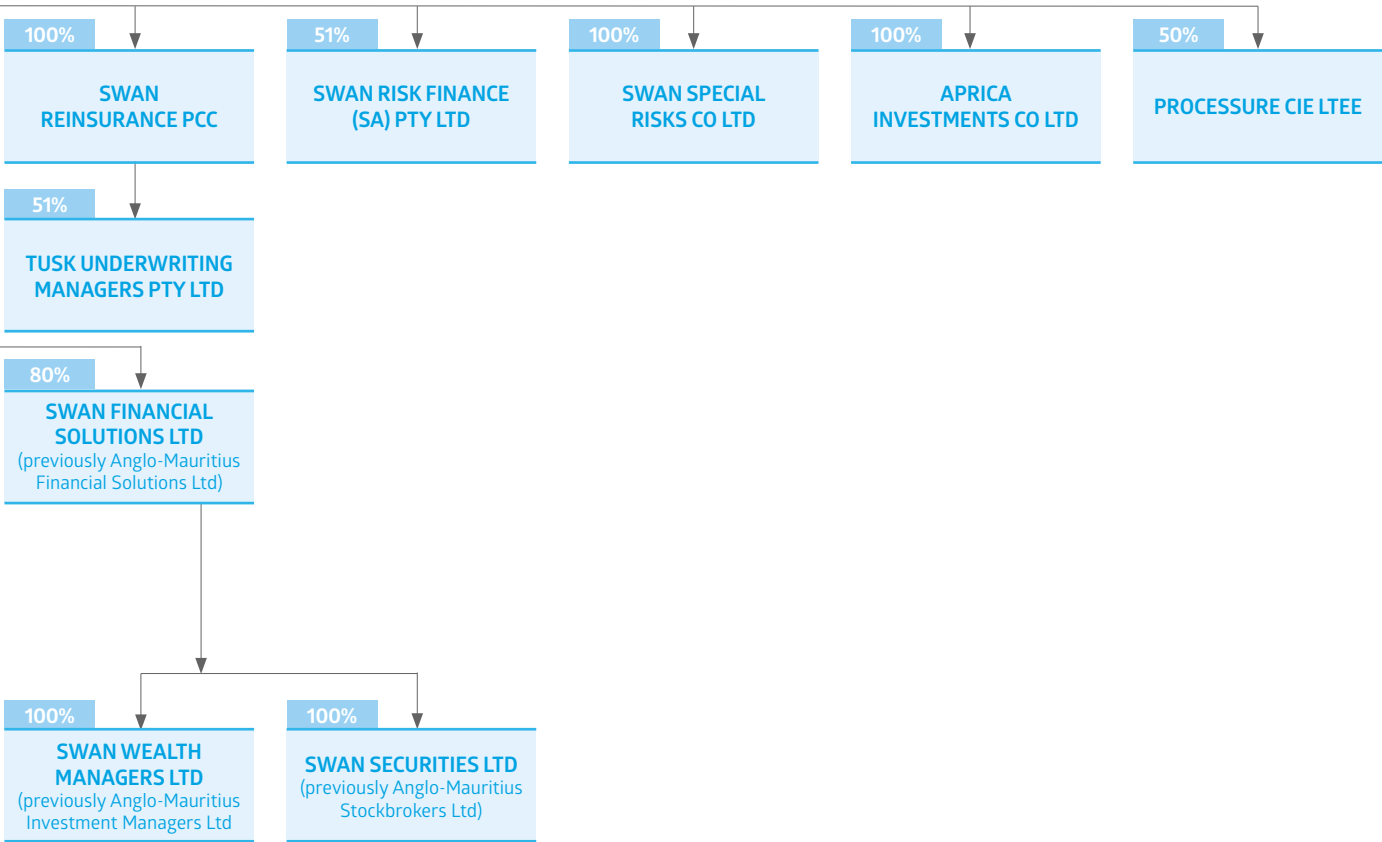 100%
SWAN
REINSURANCE PCC
51%
SWAN RISK FINANCE
(SA) PTY LTD
100%
SWAN SPECIAL
RISKS CO LTD
100%
APRICA
INVESTMENTS CO LTD
50%
PROCESSURE CIE LTEE
51%
TUSK UNDERWRITING
MANAGERS PTY LTD
80%
SWAN FINANCIAL
SOLUTIONS LTD
(previously Anglo-Mauritius
Financial Solutions Ltd)
100%
SWAN WEALTH
MANAGERS LTD
(previously Anglo-Mauritius
Investment Managers Ltd
100%
SWAN SECURITIES LTD
(previously Anglo-Mauritius
Stockbrokers Ltd)